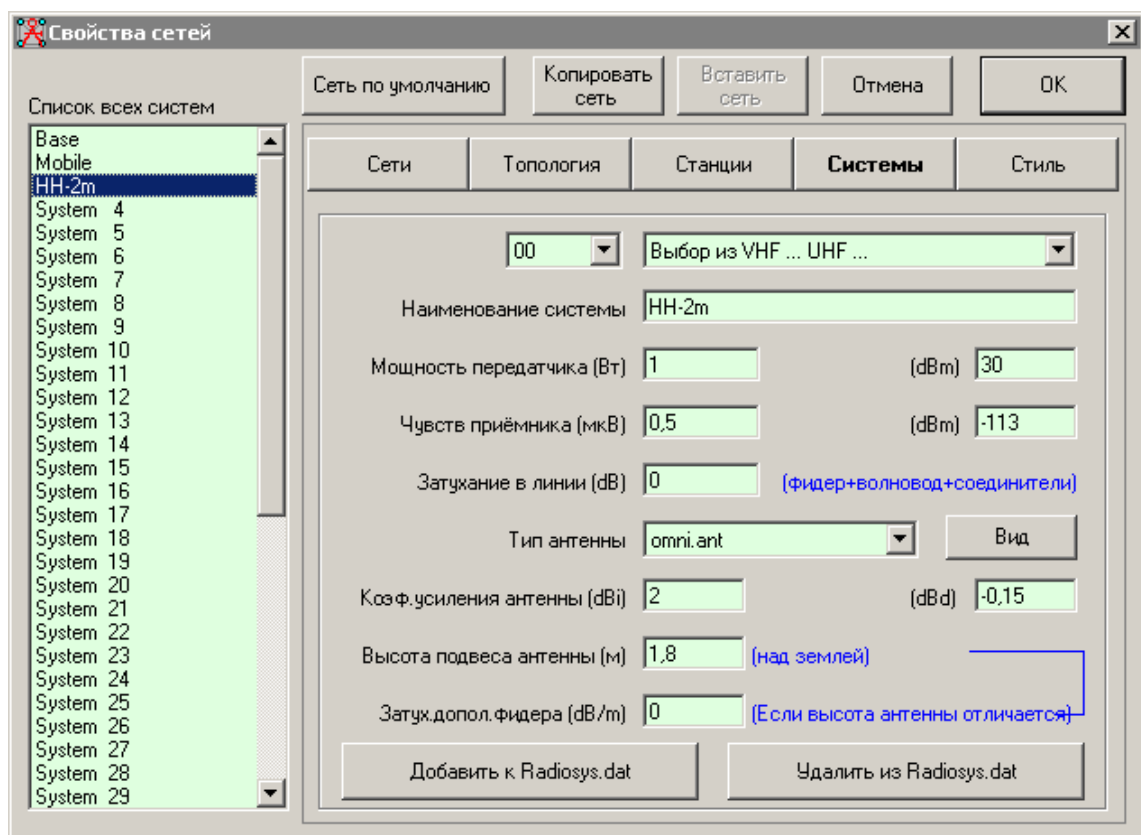 Свойства сетей
Список всех систем
Base
Mobile
HH-2m
System 4
System 5
System 6
System 7
System 8
System 9
System 10
System 11
System 12
System 13
System 14
System 15
System 16
System 17
System 18
System 19
System 20
System 21
System 22
System 23
System 24
System 25
System 26
System 27
System 28
System 29
Сеть по умолчанию
Копировать
сеть
Вставить
сеть
Отмена
OK
Сети Топология Станции Системы Стиль
00 Выбор из VHF ... UHF ...
Наименование системы HH-2m
Мощность передатчика (Вт) 1 (dBm) 30
Чувств приёмника (мкВ) 0,5 (dBm) -113
Затухание в линии (dB) 0 (фидер+волновод+соединители)
Тип антенны omni.ant Вид
Коэф.усиления антенны (dBi) 2 (dBd) -0,15
Высота подвеса антенны (м) 1,8 (над землей)
Затух.допол.фидера (dB/m) 0 (Если высота антенны отличается)
Добавить к Radiosys.dat Удалить из Radiosys.dat